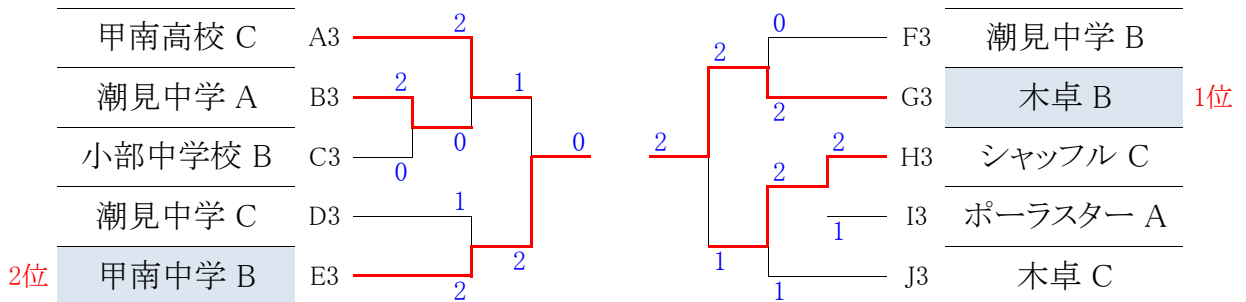 甲南高校 C A3 2 0 F3 潮見中学 B
潮見中学 A B3 2 1 2 G3 木卓 B 1位
2
小部中学校 B C3 0 0 0 2 2 2 H3 シャッフル C
潮見中学 C D3 1 1 I3 ポーラスター A
2位 甲南中学 B E3 2 2 1 1 J3 木卓 C